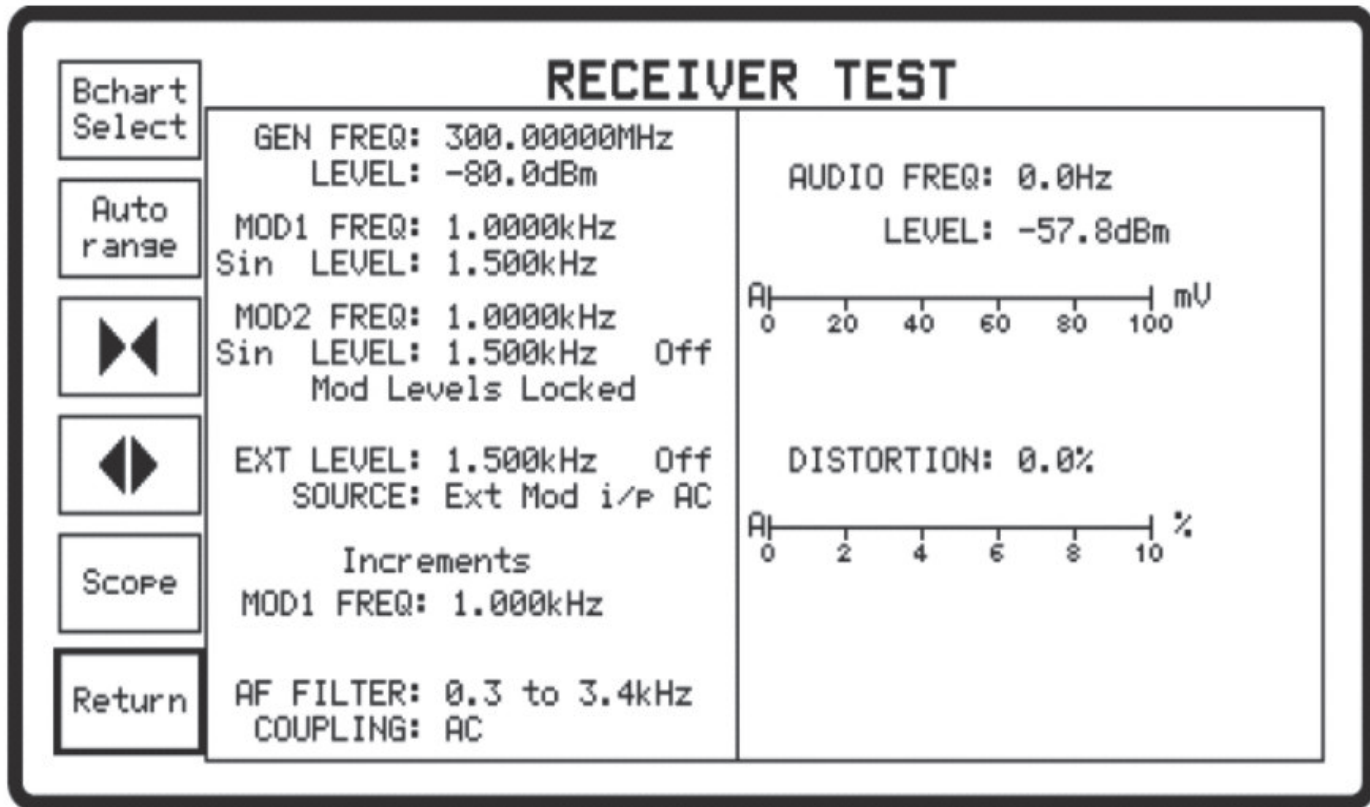 RECEIVER TEST
Bchart
Select
Auto
range
Scope
Return
GEN FREQ: 300.00000MHz
LEVEL: -80.0dBm
MOD1 FREQ: 1.0000kHz
Sin LEVEL: 1.500kHz
MOD2 FREQ: 1.0000kHz
Sin LEVEL: 1.500kHz Off
Mod Levels Locked
EXT LEVEL: 1.500kHz Off
SOURCE: Ext Mod i/p AC
Increments
MOD1 FREQ: 1.000kHz
AF FILTER: 0.3 to 3.4kHz
COUPLING: AC
AUDIO FREQ: 0.0Hz
LEVEL: -57.8dBm
A mV
0 20 40 60 80 100
DISTORTION: 0.0%
A %
0 2 4 6 8 10